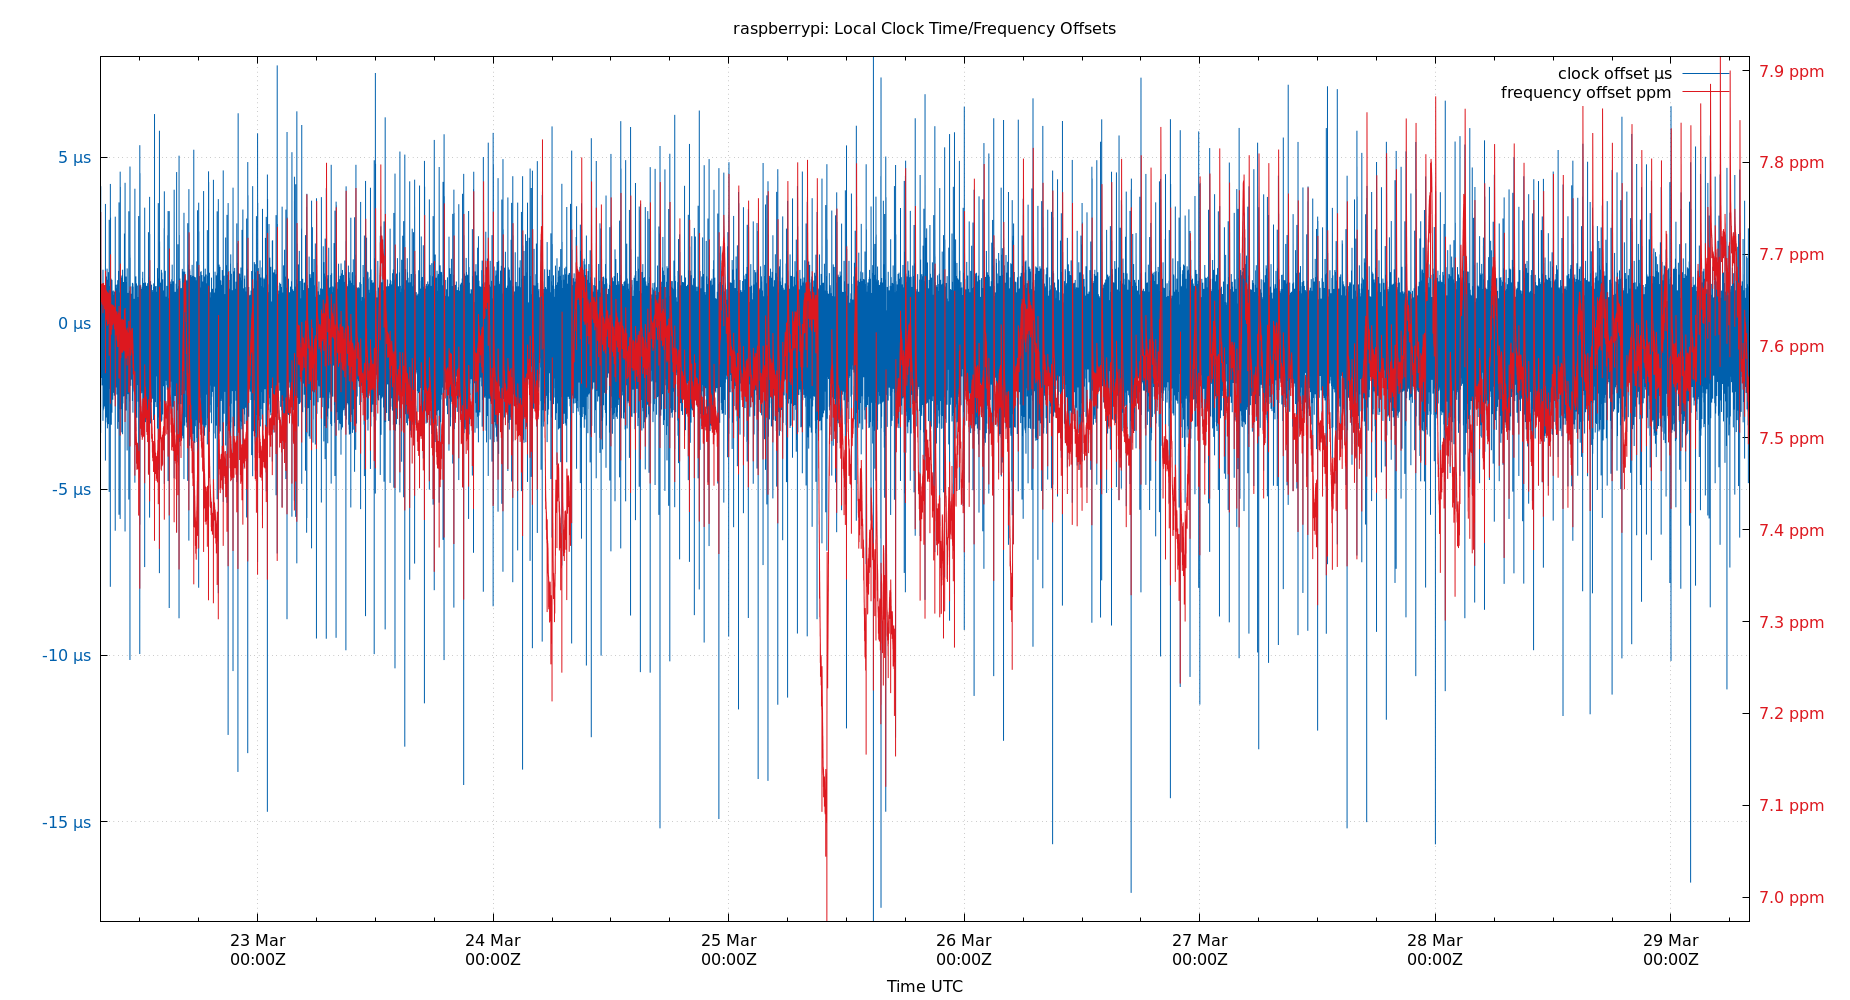 raspberrypi: Local Clock Time/Frequency Offsets
clock offset µs
frequency offset ppm
5 µs
0 µs
-5 µs
-10 µs
-15 µs
7.9 ppm
7.8 ppm
7.7 ppm
7.6 ppm
7.5 ppm
7.4 ppm
7.3 ppm
7.2 ppm
7.1 ppm
7.0 ppm
23 Mar 24 Mar 25 Mar 26 Mar 27 Mar 28 Mar 29 Mar
00:00Z 00:00Z 00:00Z 00:00Z 00:00Z 00:00Z 00:00Z
Time UTC